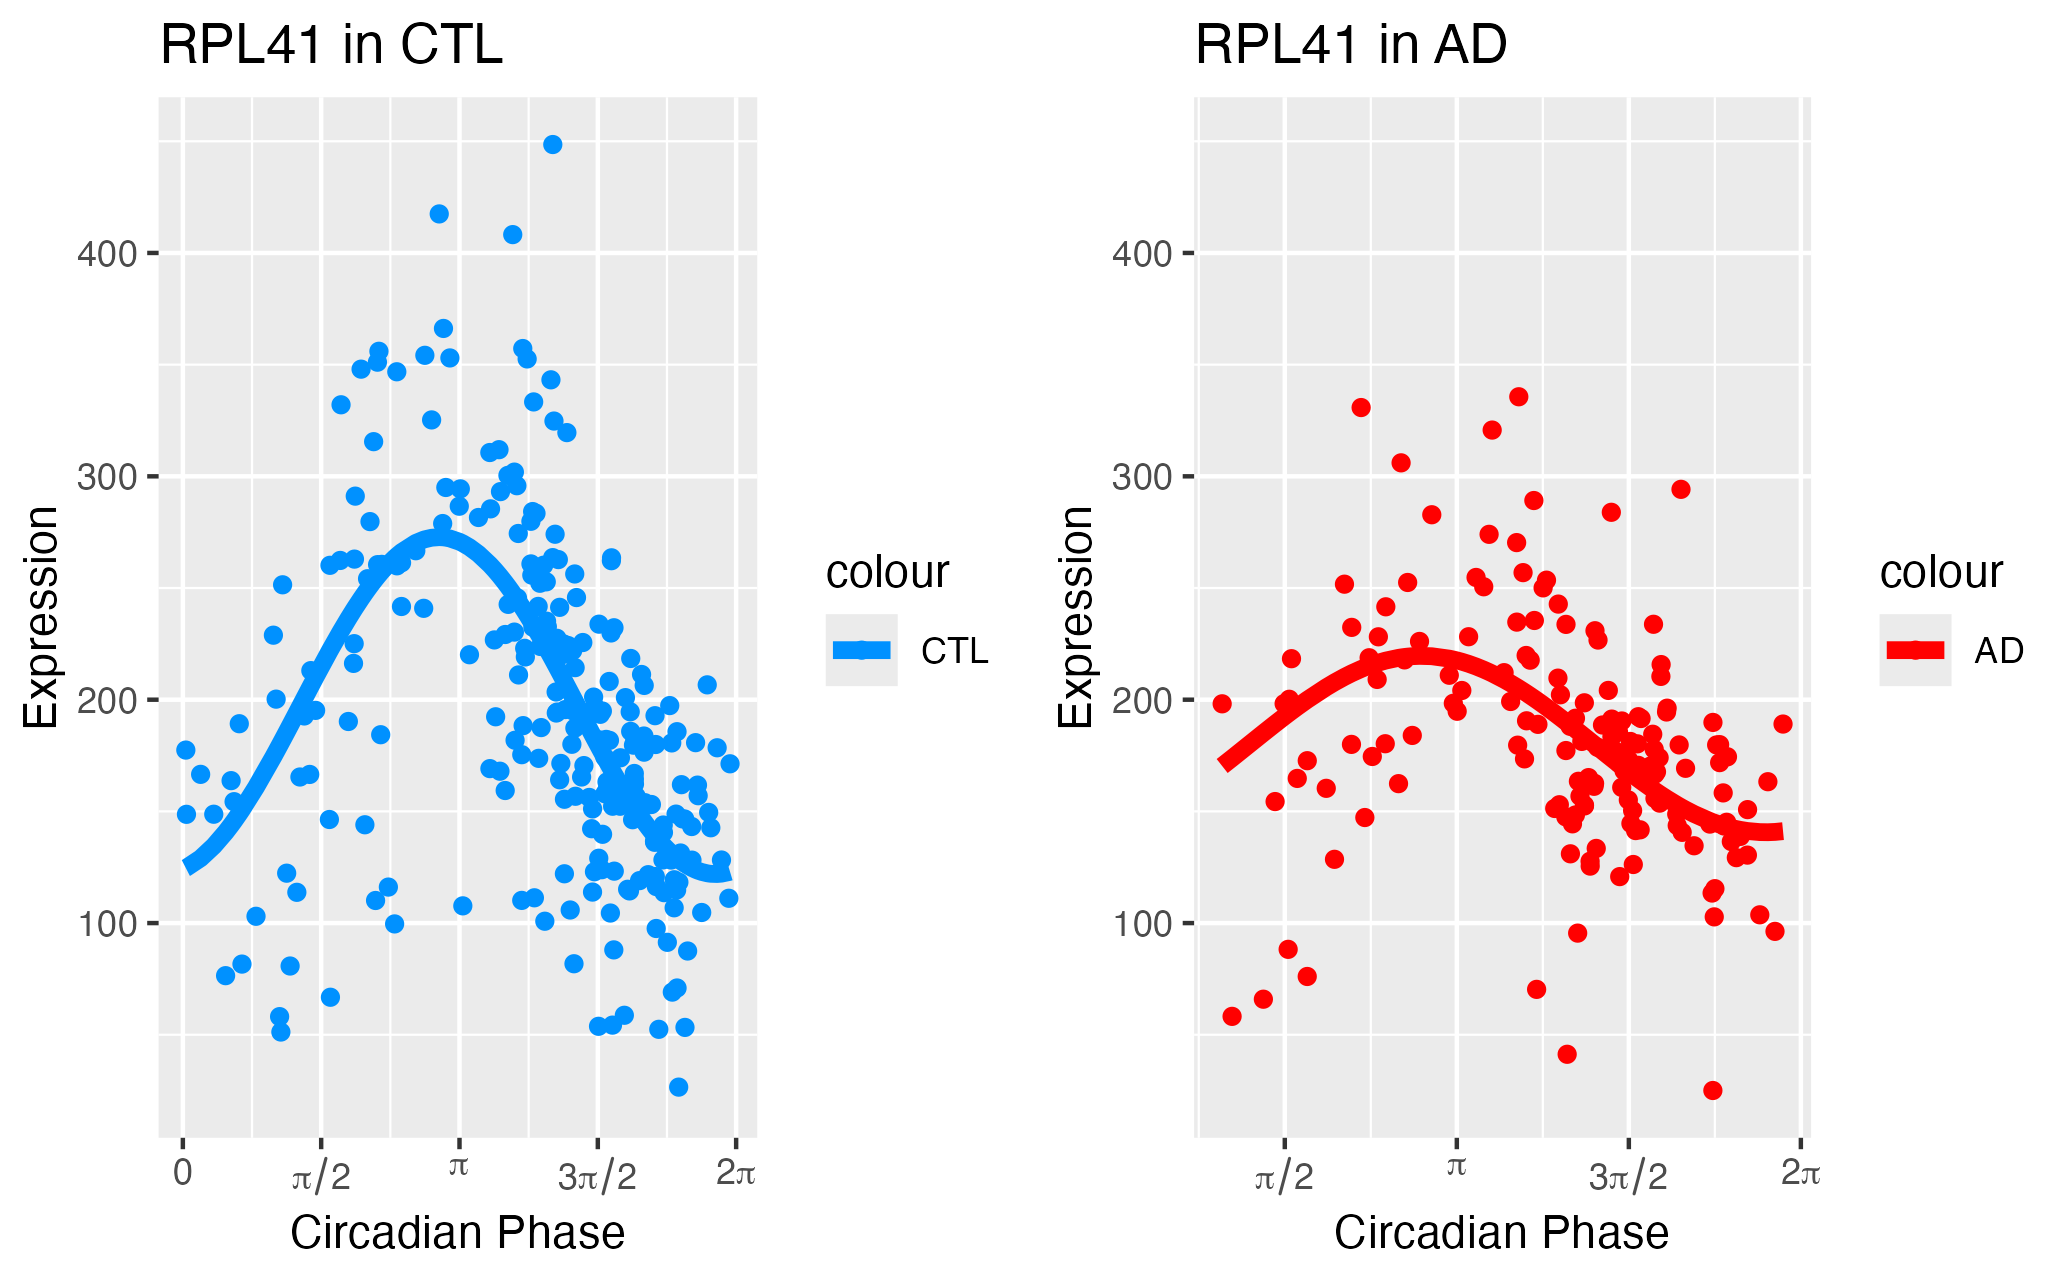 RPL41 in CTL
400
300
200
100
Expression
0 π/2 π 3π/2 2π
Circadian Phase
colour
CTL
RPL41 in AD
400
300
200
100
Expression
π/2 π 3π/2 2π
Circadian Phase
colour
AD